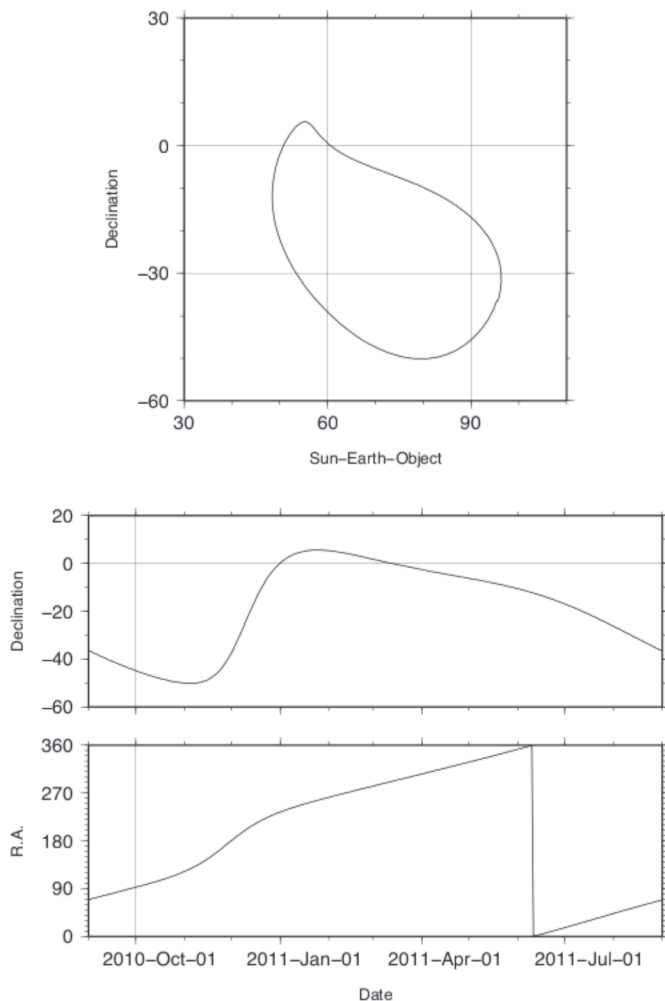 30
0
−30
−60
Declination
30 60 90
Sun−Earth−Object
20
0
−20
−40
−60
Declination
360
270
180
90
0
R.A.
2010−Oct−01 2011−Jan−01 2011−Apr−01 2011−Jul−01
Date